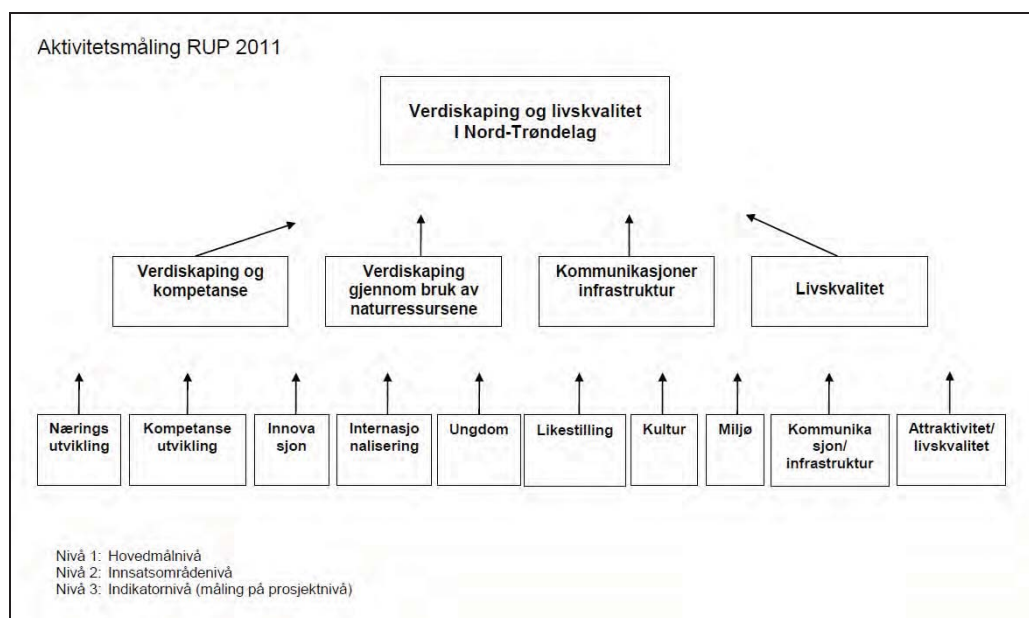 Aktivitetsmåling RUP 2011
Verdiskaping og livskvalitet
I Nord-Trøndelag
Verdiskaping og
kompetanse
Verdiskaping
gjennom bruk av
naturressursene
Kommunikasjoner
infrastruktur
Livskvalitet
Nærings
utvikling
Kompetanse
utvikling
Innova
sjon
Internasjo
nalisering
Ungdom
Likestilling
Kultur
Miljø
Kommunika
sjon/
infrastruktur
Attraktivitet/
livskvalitet
Nivå 1: Hovedmålnivå
Nivå 2: Innsatsområdenivå
Nivå 3: Indikatornivå (måling på prosjektnivå)